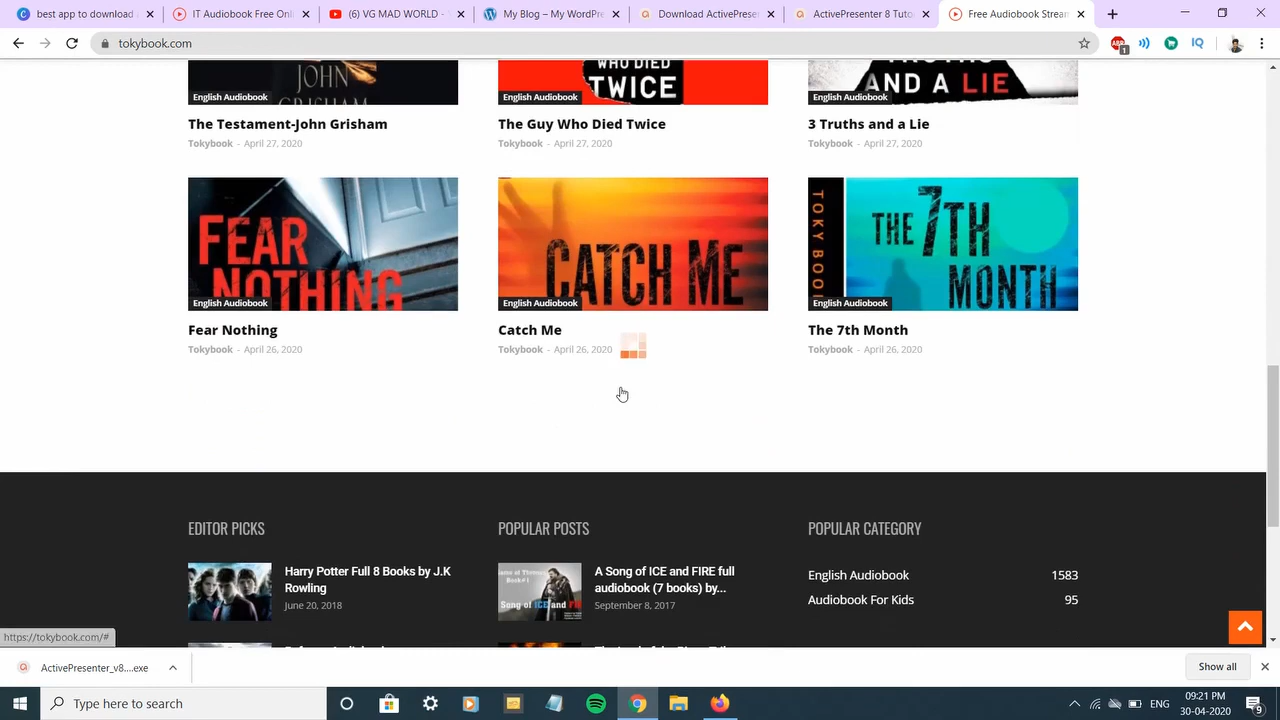 best to download
IT Audiobook Free Onl
(6) VG MAD WORLD -
My Blog – My WordPre
Download ActivePresen
ActivePresenter 8 Tuto
Free Audiobook Stream
tokybook.com
JOHN
GRISHAM
WHO DIED
TWICE
AND A LIE
English Audiobook
English Audiobook
English Audiobook
The Testament-John Grisham
The Guy Who Died Twice
3 Truths and a Lie
Tokybook - April 27, 2020
Tokybook - April 27, 2020
Tokybook - April 27, 2020
FEAR
NOTHING
CATCH ME
TOKY BOOK
THE 7TH
MONTH
English Audiobook
English Audiobook
English Audiobook
Fear Nothing
Catch Me
The 7th Month
Tokybook - April 26, 2020
Tokybook - April 26, 2020
Tokybook - April 26, 2020
EDITOR PICKS
POPULAR POSTS
POPULAR CATEGORY
Harry Potter Full 8 Books by J.K
Rowling
June 20, 2018
A Song of ICE and FIRE full
audiobook (7 books) by...
September 8, 2017
English Audiobook 1583
Audiobook For Kids 95
https://tokybook.com/#
ActivePresenter_v8....exe
Show all
Type here to search
ENG
09:21 PM
30-04-2020
9